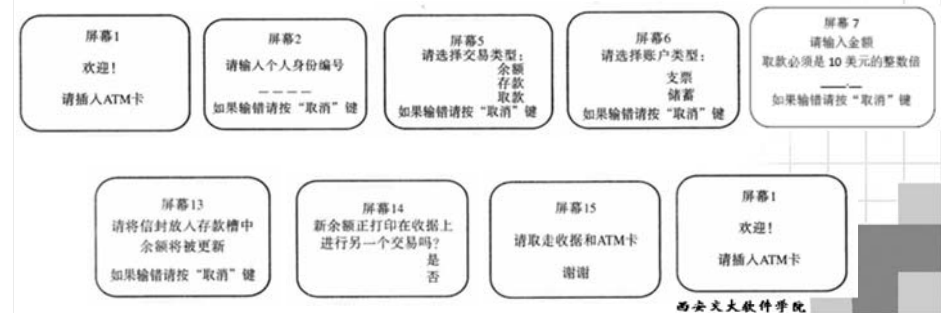 屏幕1
欢迎!
请插入ATM卡
屏幕2
请输入个人身份编号
_ _ _ _
如果输错请按“取消”键
屏幕5
请选择交易类型:
余额
存款
取款
如果输错请按“取消”键
屏幕6
请选择账户类型:
支票
储蓄
如果输错请按“取消”键
屏幕 7
请输入金额
取款必须是 10 美元的整数倍
___.__
如果输错请按“取消”键
屏幕13
请将信封放入存款槽中
余额将被更新
如果输错请按“取消”键
屏幕14
新余额正打印在收据上
进行另一个交易吗?
是
否
屏幕15
请取走收据和ATM卡
谢谢
屏幕1
欢迎!
请插入ATM卡
西安交大软件学院